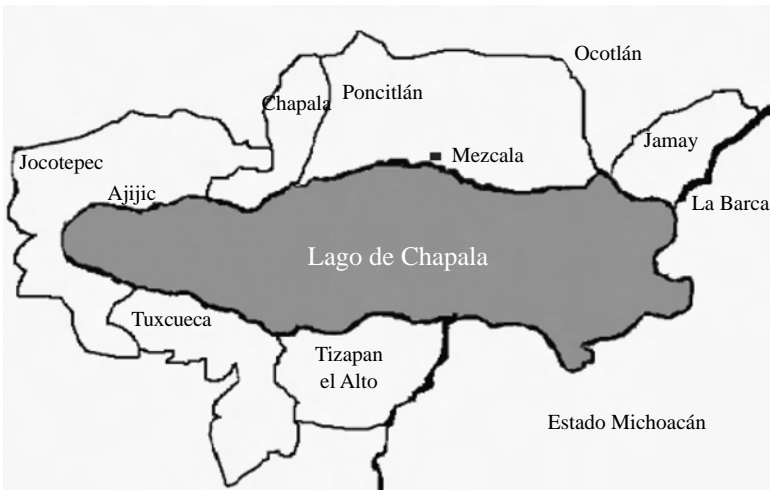 Ocotlán
Chapala
Poncitlán
Jamay
Jocotepec
Mezcala
Ajijic
La Barca
Lago de Chapala
Tuxcueca
Tizapan
el Alto
Estado Michoacán